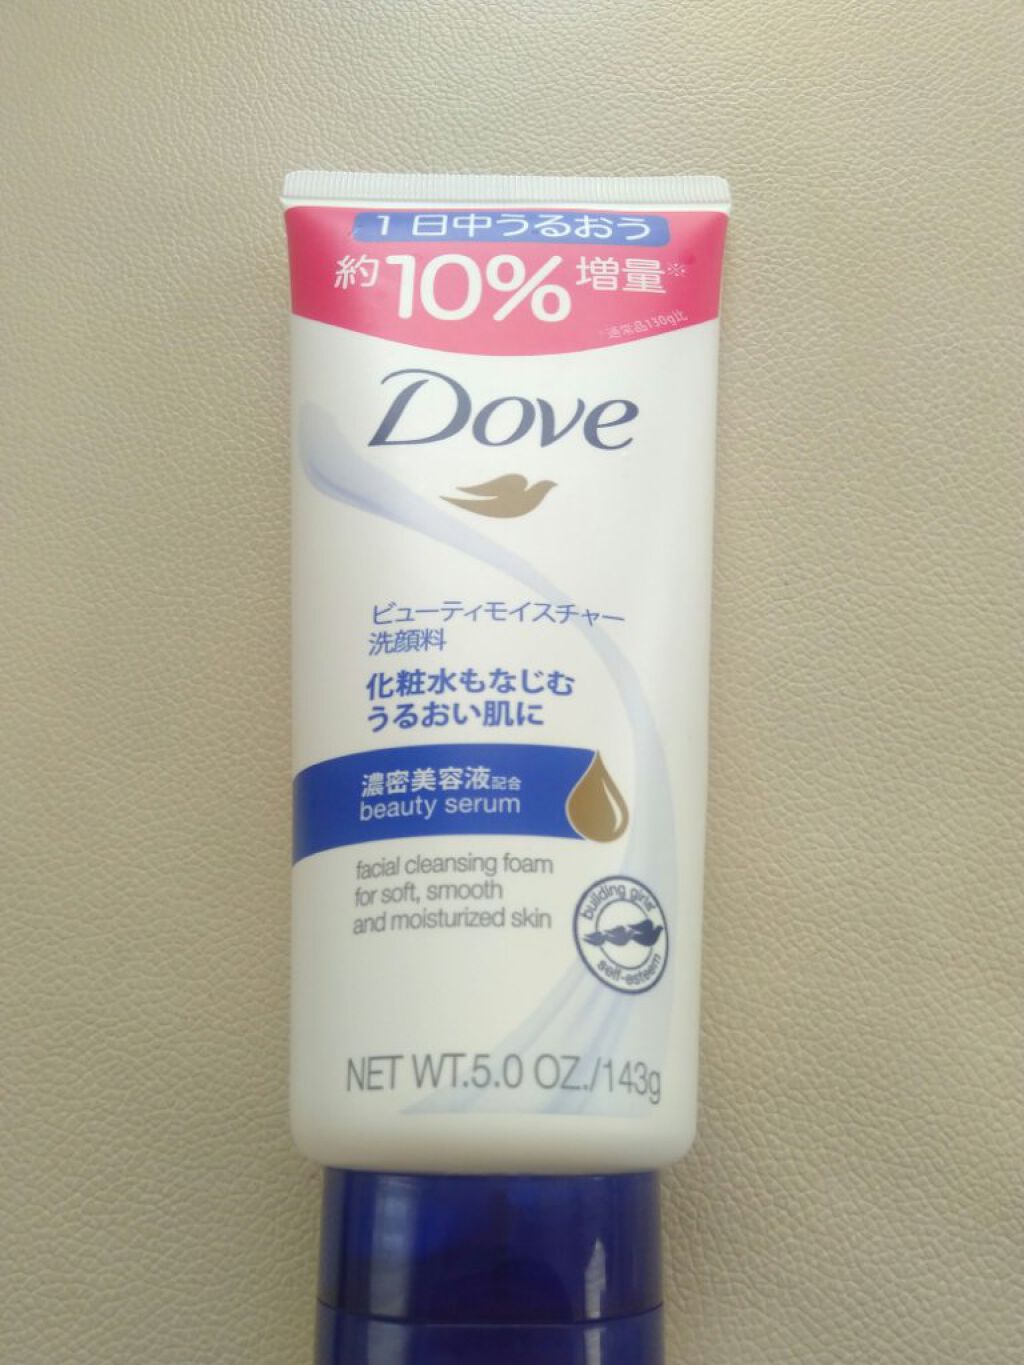 1日中うるおう
約10%増量※
※通常品130g比
Dove
ビューティモイスチャー
洗顔料
化粧水もなじむ
うるおい肌に
濃密美容液配合
beauty serum
facial cleansing foam
for soft, smooth
and moisturized skin
building girls'
self-esteem
NET WT.5.0 OZ./143g